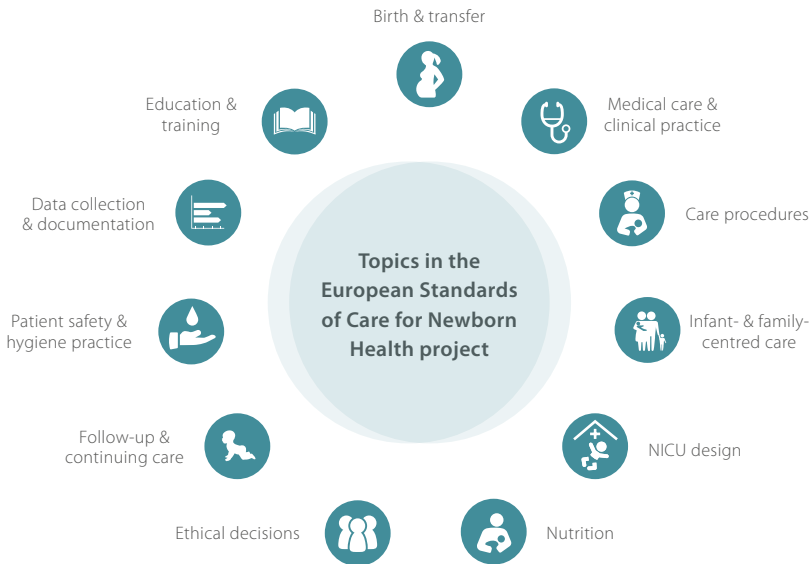 Birth & transfer
Education &
training
Medical care &
clinical practice
Data collection
& documentation
Care procedures
Topics in the
European Standards
of Care for Newborn
Health project
Patient safety &
hygiene practice
Infant- & family-
centred care
Follow-up &
continuing care
NICU design
Ethical decisions
Nutrition